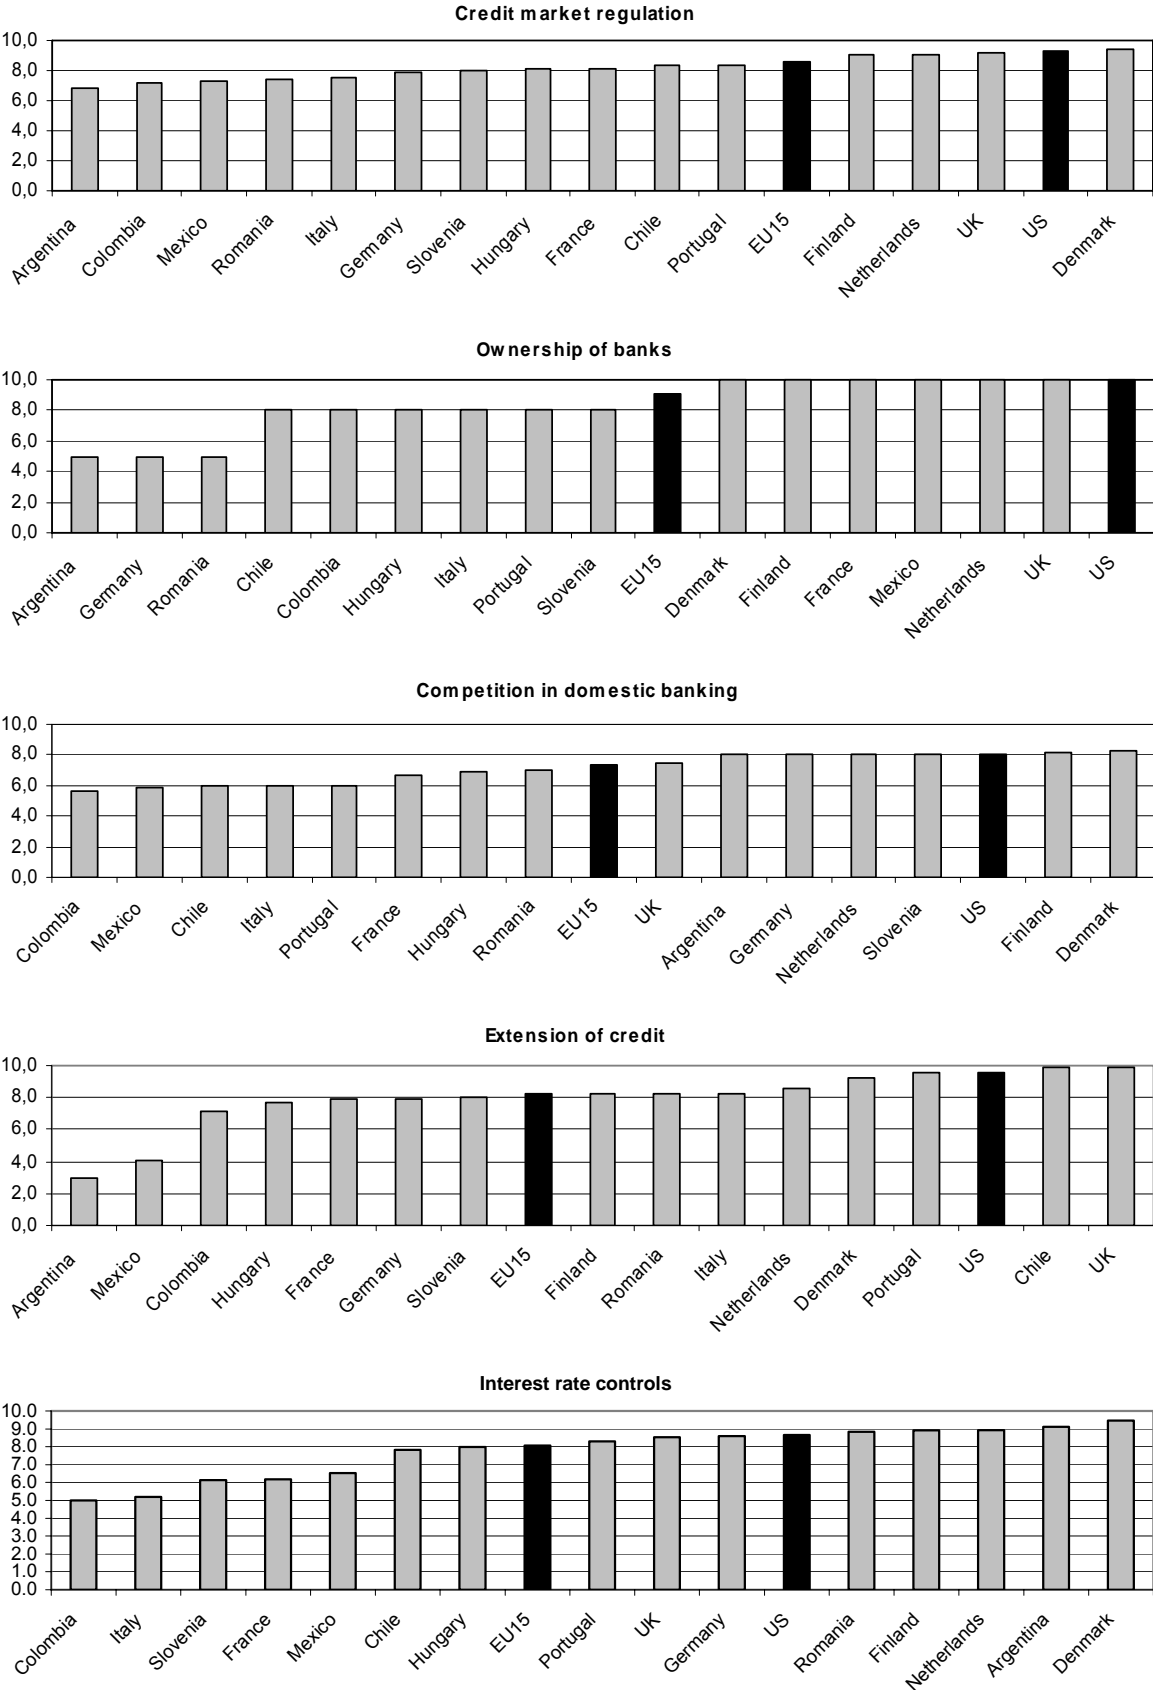 Credit market regulation
10,0
8,0
6,0
4,0
2,0
0,0
Argentina
Colombia
Mexico
Romania
Italy
Germany
Slovenia
Hungary
France
Chile
Portugal
EU15
Finland
Netherlands
UK
US
Denmark
Ownership of banks
10,0
8,0
6,0
4,0
2,0
0,0
Argentina
Germany
Romania
Chile
Colombia
Hungary
Italy
Portugal
Slovenia
EU15
Denmark
Finland
France
Mexico
Netherlands
UK
US
Competition in domestic banking
10,0
8,0
6,0
4,0
2,0
0,0
Colombia
Mexico
Chile
Italy
Portugal
France
Hungary
Romania
EU15
UK
Argentina
Germany
Netherlands
Slovenia
US
Finland
Denmark
Extension of credit
10,0
8,0
6,0
4,0
2,0
0,0
Argentina
Mexico
Colombia
Hungary
France
Germany
Slovenia
EU15
Finland
Romania
Italy
Netherlands
Denmark
Portugal
US
Chile
UK
Interest rate controls
10.0
9.0
8.0
7.0
6.0
5.0
4.0
3.0
2.0
1.0
0.0
Colombia
Italy
Slovenia
France
Mexico
Chile
Hungary
EU15
Portugal
UK
Germany
US
Romania
Finland
Netherlands
Argentina
Denmark